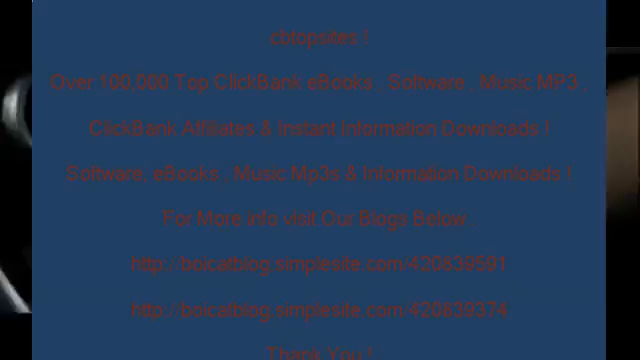 cbtopsites !
Over 100,000 Top ClickBank eBooks , Software , Music MP3 ,
ClickBank Affiliates & Instant Information Downloads !
Software, eBooks , Music Mp3s & Information Downloads !
For More info visit Our Blogs Below :
http://boicatblog.simplesite.com/420839591
http://boicatblog.simplesite.com/420839374
Thank You !